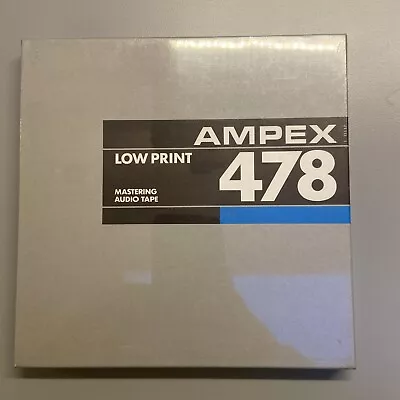 AMPEX
LOW PRINT
478
MASTERING
AUDIO TAPE